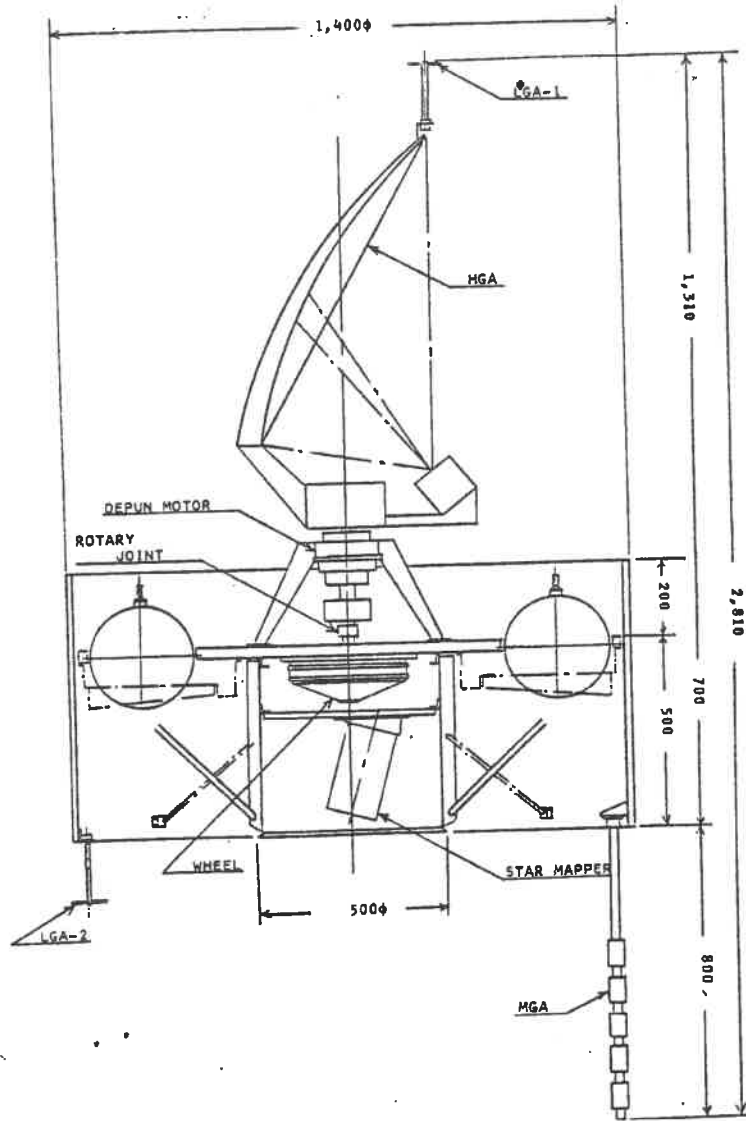 1,400φ
LGA-1
1,310
HGA
DEPUN MOTOR
ROTARY
JOINT
200
2,810
700
500
WHEEL
STAR MAPPER
500φ
LGA-2
800
MGA